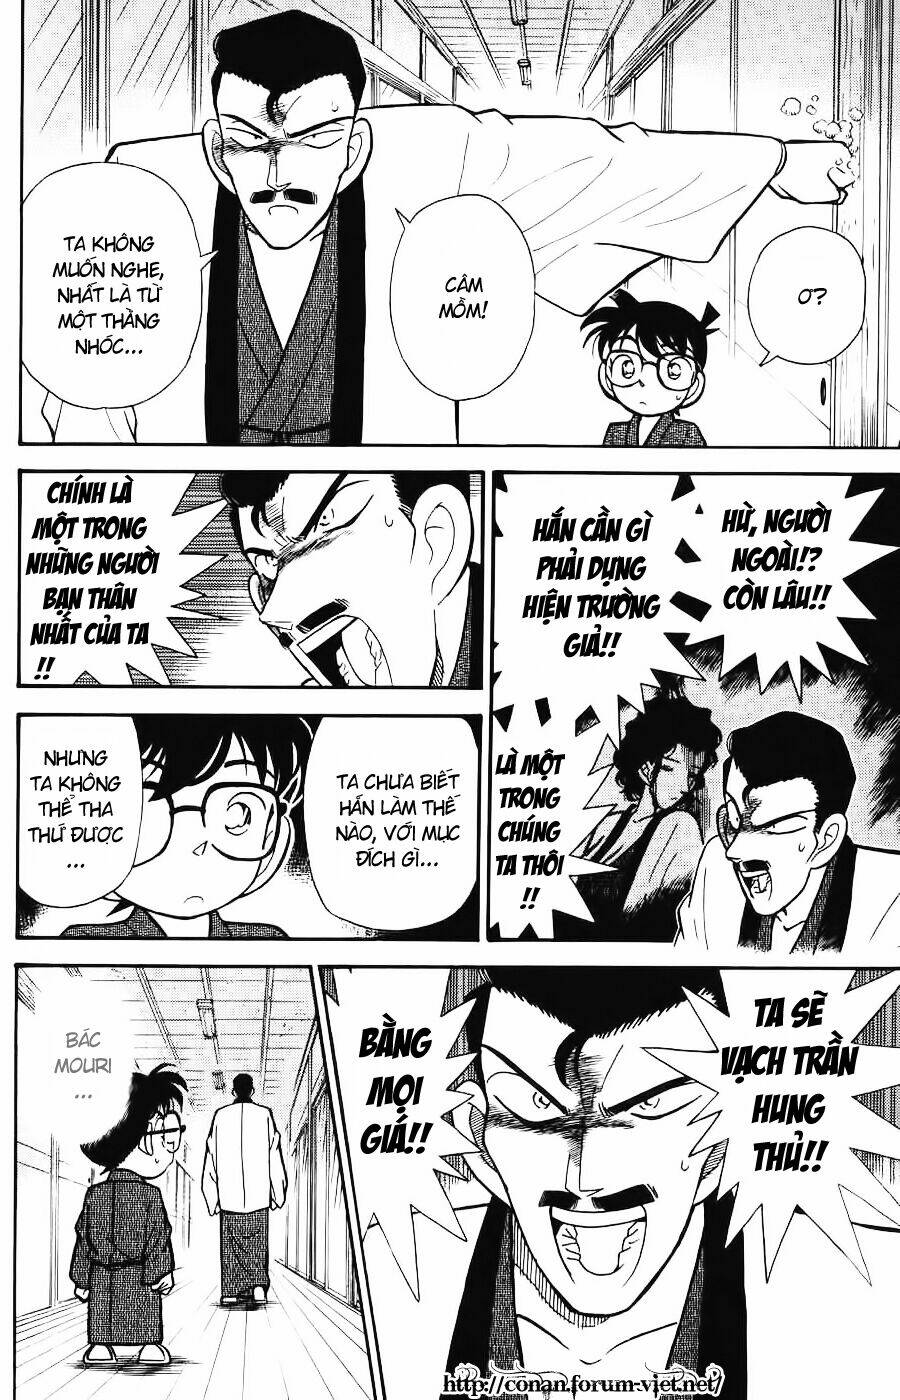 Ơ?
CÂM
MỒM!
TA KHÔNG
MUỐN NGHE,
NHẤT LÀ TỪ
MỘT THẰNG
NHÓC...
HỪ, NGƯỜI
NGOÀI!?
CÒN LÂU!!
HẮN CẦN GÌ
PHẢI DỰNG
HIỆN TRƯỜNG
GIẢ!!
LÀ MỘT
TRONG
CHÚNG
TA THÔI
!!
CHÍNH LÀ
MỘT TRONG
NHỮNG NGƯỜI
BẠN THÂN
NHẤT CỦA TA
!!
TA CHƯA BIẾT
HẮN LÀM THẾ
NÀO, VỚI MỤC
ĐÍCH GÌ...
NHƯNG
TA KHÔNG
THỂ THA
THỨ ĐƯỢC
...
TA SẼ
VẠCH TRẦN
HUNG
THỦ!!
BẰNG
MỌI
GIÁ!!
BÁC
MOURI
...
http://conan.forum-viet.net/